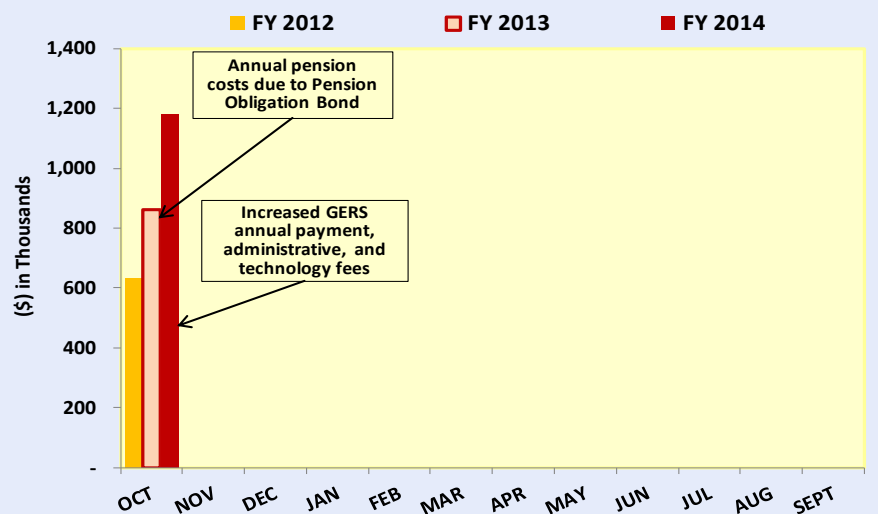 FY 2012 FY 2013 FY 2014
1,400
1,200
1,000
800
600
400
200
-
($) in Thousands
Annual pension
costs due to Pension
Obligation Bond
Increased GERS
annual payment,
administrative, and
technology fees
OCT NOV DEC JAN FEB MAR APR MAY JUN JUL AUG SEPT